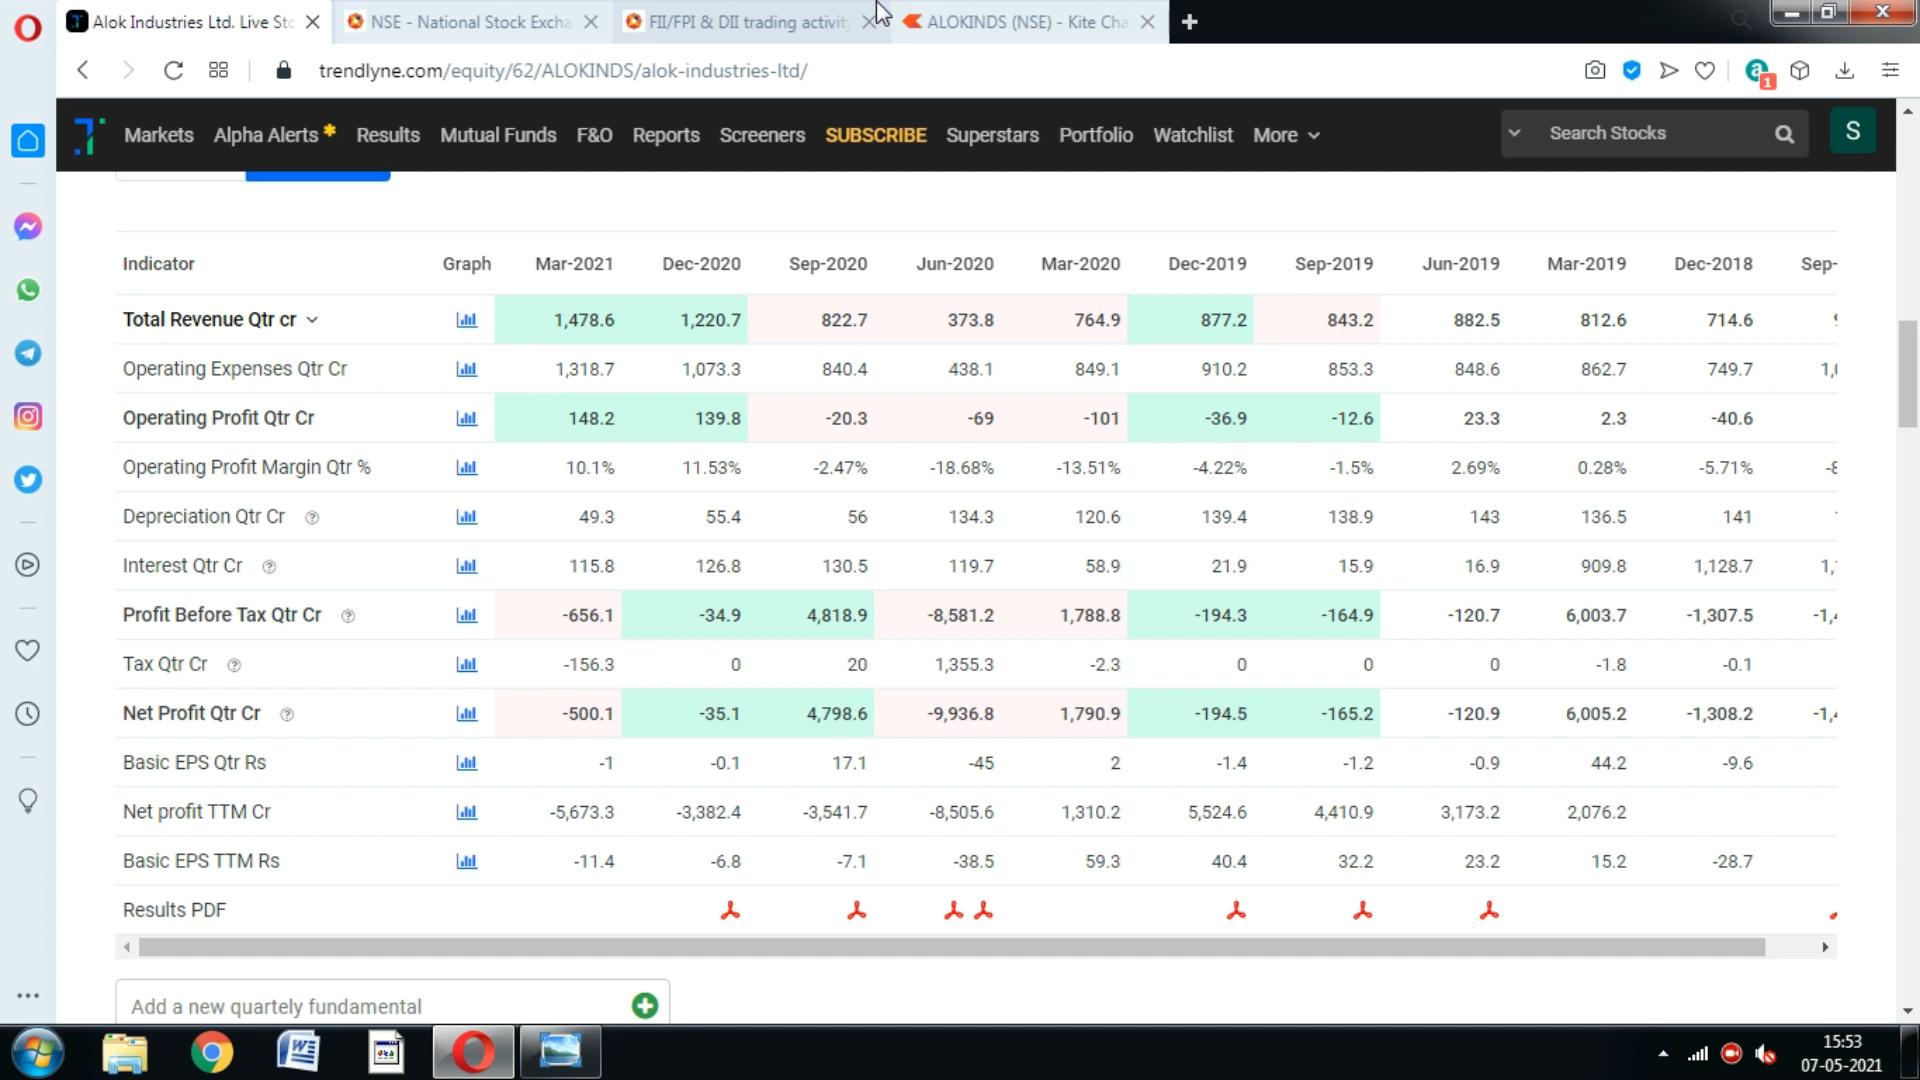 Alok Industries Ltd. Live Sto
NSE - National Stock Excha
FII/FPI & DII trading activity
ALOKINDS (NSE) - Kite Cha
trendlyne.com/equity/62/ALOKINDS/alok-industries-ltd/
a 1
Markets Alpha Alerts Results Mutual Funds F&O Reports Screeners SUBSCRIBE Superstars Portfolio Watchlist More Search Stocks S
Indicator Graph Mar-2021 Dec-2020 Sep-2020 Jun-2020 Mar-2020 Dec-2019 Sep-2019 Jun-2019 Mar-2019 Dec-2018 Sep-
Total Revenue Qtr cr 1,478.6 1,220.7 822.7 373.8 764.9 877.2 843.2 882.5 812.6 714.6
Operating Expenses Qtr Cr 1,318.7 1,073.3 840.4 438.1 849.1 910.2 853.3 848.6 862.7 749.7
Operating Profit Qtr Cr 148.2 139.8 -20.3 -69 -101 -36.9 -12.6 23.3 2.3 -40.6
Operating Profit Margin Qtr % 10.1% 11.53% -2.47% -18.68% -13.51% -4.22% -1.5% 2.69% 0.28% -5.71%
Depreciation Qtr Cr ? 49.3 55.4 56 134.3 120.6 139.4 138.9 143 136.5 141
Interest Qtr Cr ? 115.8 126.8 130.5 119.7 58.9 21.9 15.9 16.9 909.8 1,128.7
Profit Before Tax Qtr Cr ? -656.1 -34.9 4,818.9 -8,581.2 1,788.8 -194.3 -164.9 -120.7 6,003.7 -1,307.5
Tax Qtr Cr ? -156.3 0 20 1,355.3 -2.3 0 0 0 -1.8 -0.1
Net Profit Qtr Cr ? -500.1 -35.1 4,798.6 -9,936.8 1,790.9 -194.5 -165.2 -120.9 6,005.2 -1,308.2
Basic EPS Qtr Rs -1 -0.1 17.1 -45 2 -1.4 -1.2 -0.9 44.2 -9.6
Net profit TTM Cr -5,673.3 -3,382.4 -3,541.7 -8,505.6 1,310.2 5,524.6 4,410.9 3,173.2 2,076.2
Basic EPS TTM Rs -11.4 -6.8 -7.1 -38.5 59.3 40.4 32.2 23.2 15.2 -28.7
Results PDF
Add a new quartely fundamental
15:53
07-05-2021